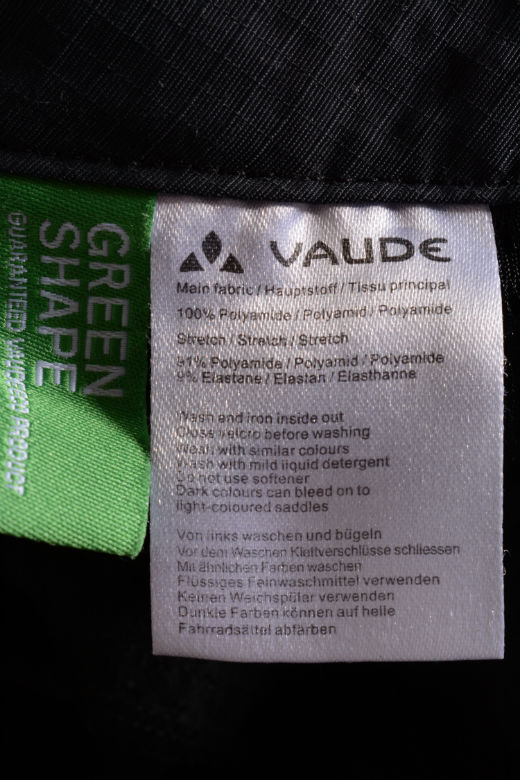 GREEN
SHAPE
GUARANTEED VAUDE ECO PRODUCT
VAUDE
Main fabric / Hauptstoff / Tissu principal
100% Polyamide / Polyamid / Polyamide
Stretch / Stretch / Stretch
91% Polyamide / Polyamid / Polyamide
9% Elastane / Elastan / Elasthanne
Wash and iron inside out
Close velcro before washing
Wash with similar colours
Wash with mild liquid detergent
Do not use softener
Dark colours can bleed on to
light-coloured saddles
Von links waschen und bügeln
Vor dem Waschen Klettverschlüsse schliessen
Mit ähnlichen Farben waschen
Flüssiges Feinwaschmittel verwenden
Keinen Weichspüler verwenden
Dunkle Farben können auf helle
Fahrradsättel abfärben